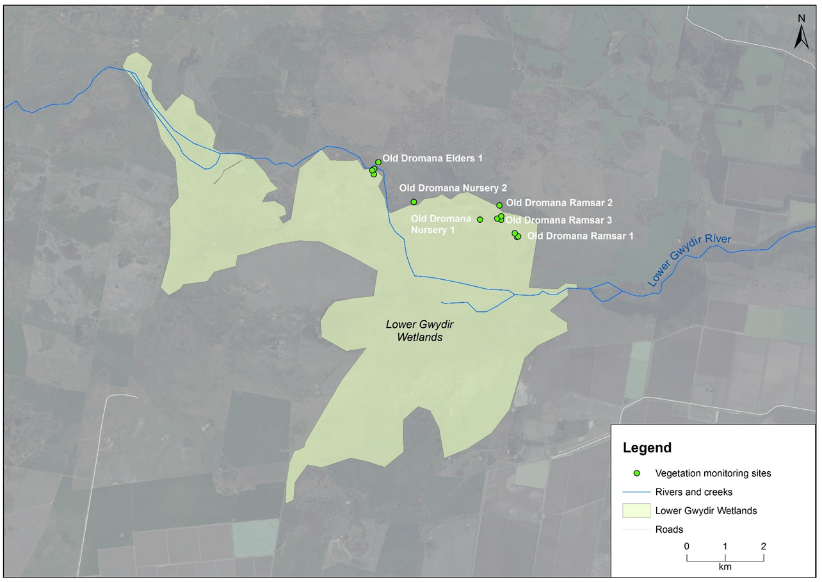 N
Old Dromana Elders 1
Old Dromana Nursery 2
Old Dromana Ramsar 2
Old Dromana
Nursery 1
Old Dromana Ramsar 3
Old Dromana Ramsar 1
Lower Gwydir River
Lower Gwydir
Wetlands
Legend
Vegetation monitoring sites
Rivers and creeks
Lower Gwydir Wetlands
Roads
0 1 2
km